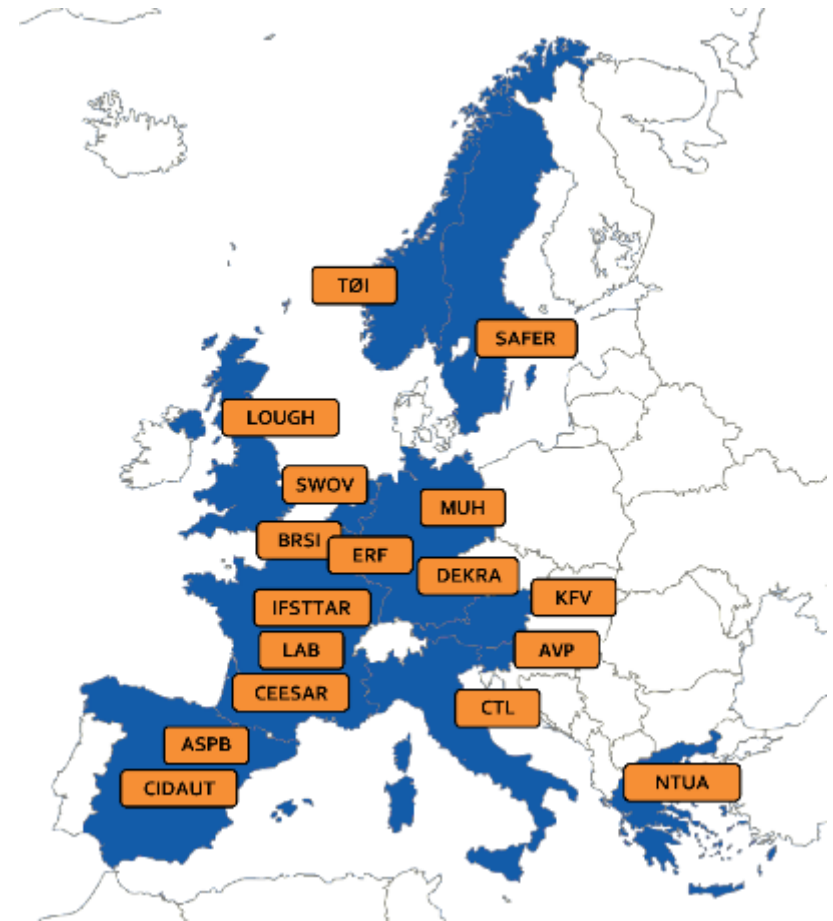 TØI
SAFER
LOUGH
SWOV
MUH
BRSI
ERF
DEKRA
KFV
IFSTTAR
LAB
AVP
CEESAR
CTL
ASPB
CIDAUT
NTUA